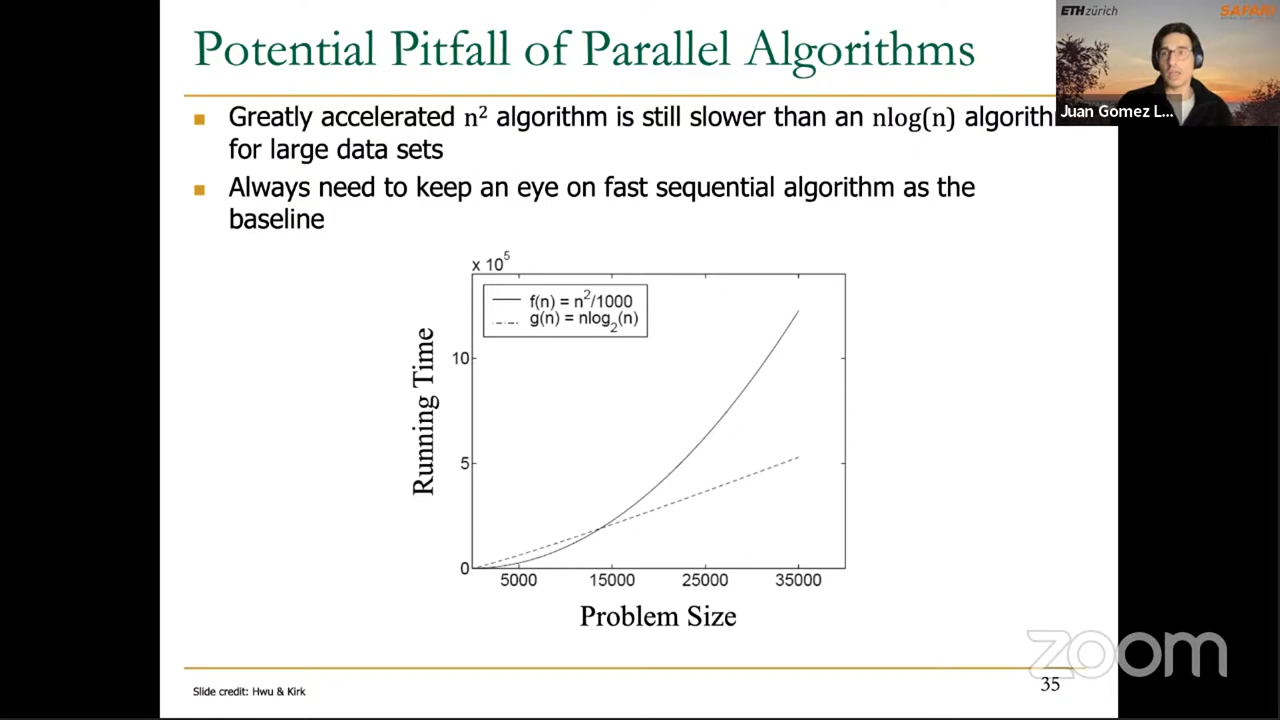 Potential Pitfall of Parallel Algorithms
ETH zürich
SAFARI
Juan Gomez L...
Greatly accelerated n² algorithm is still slower than an nlog(n) algorith
for large data sets
Always need to keep an eye on fast sequential algorithm as the
baseline
x 10⁵
f(n) = n²/1000
g(n) = nlog₂(n)
10
5
0
Running Time
5000 15000 25000 35000
Problem Size
zoom
Slide credit: Hwu & Kirk
35